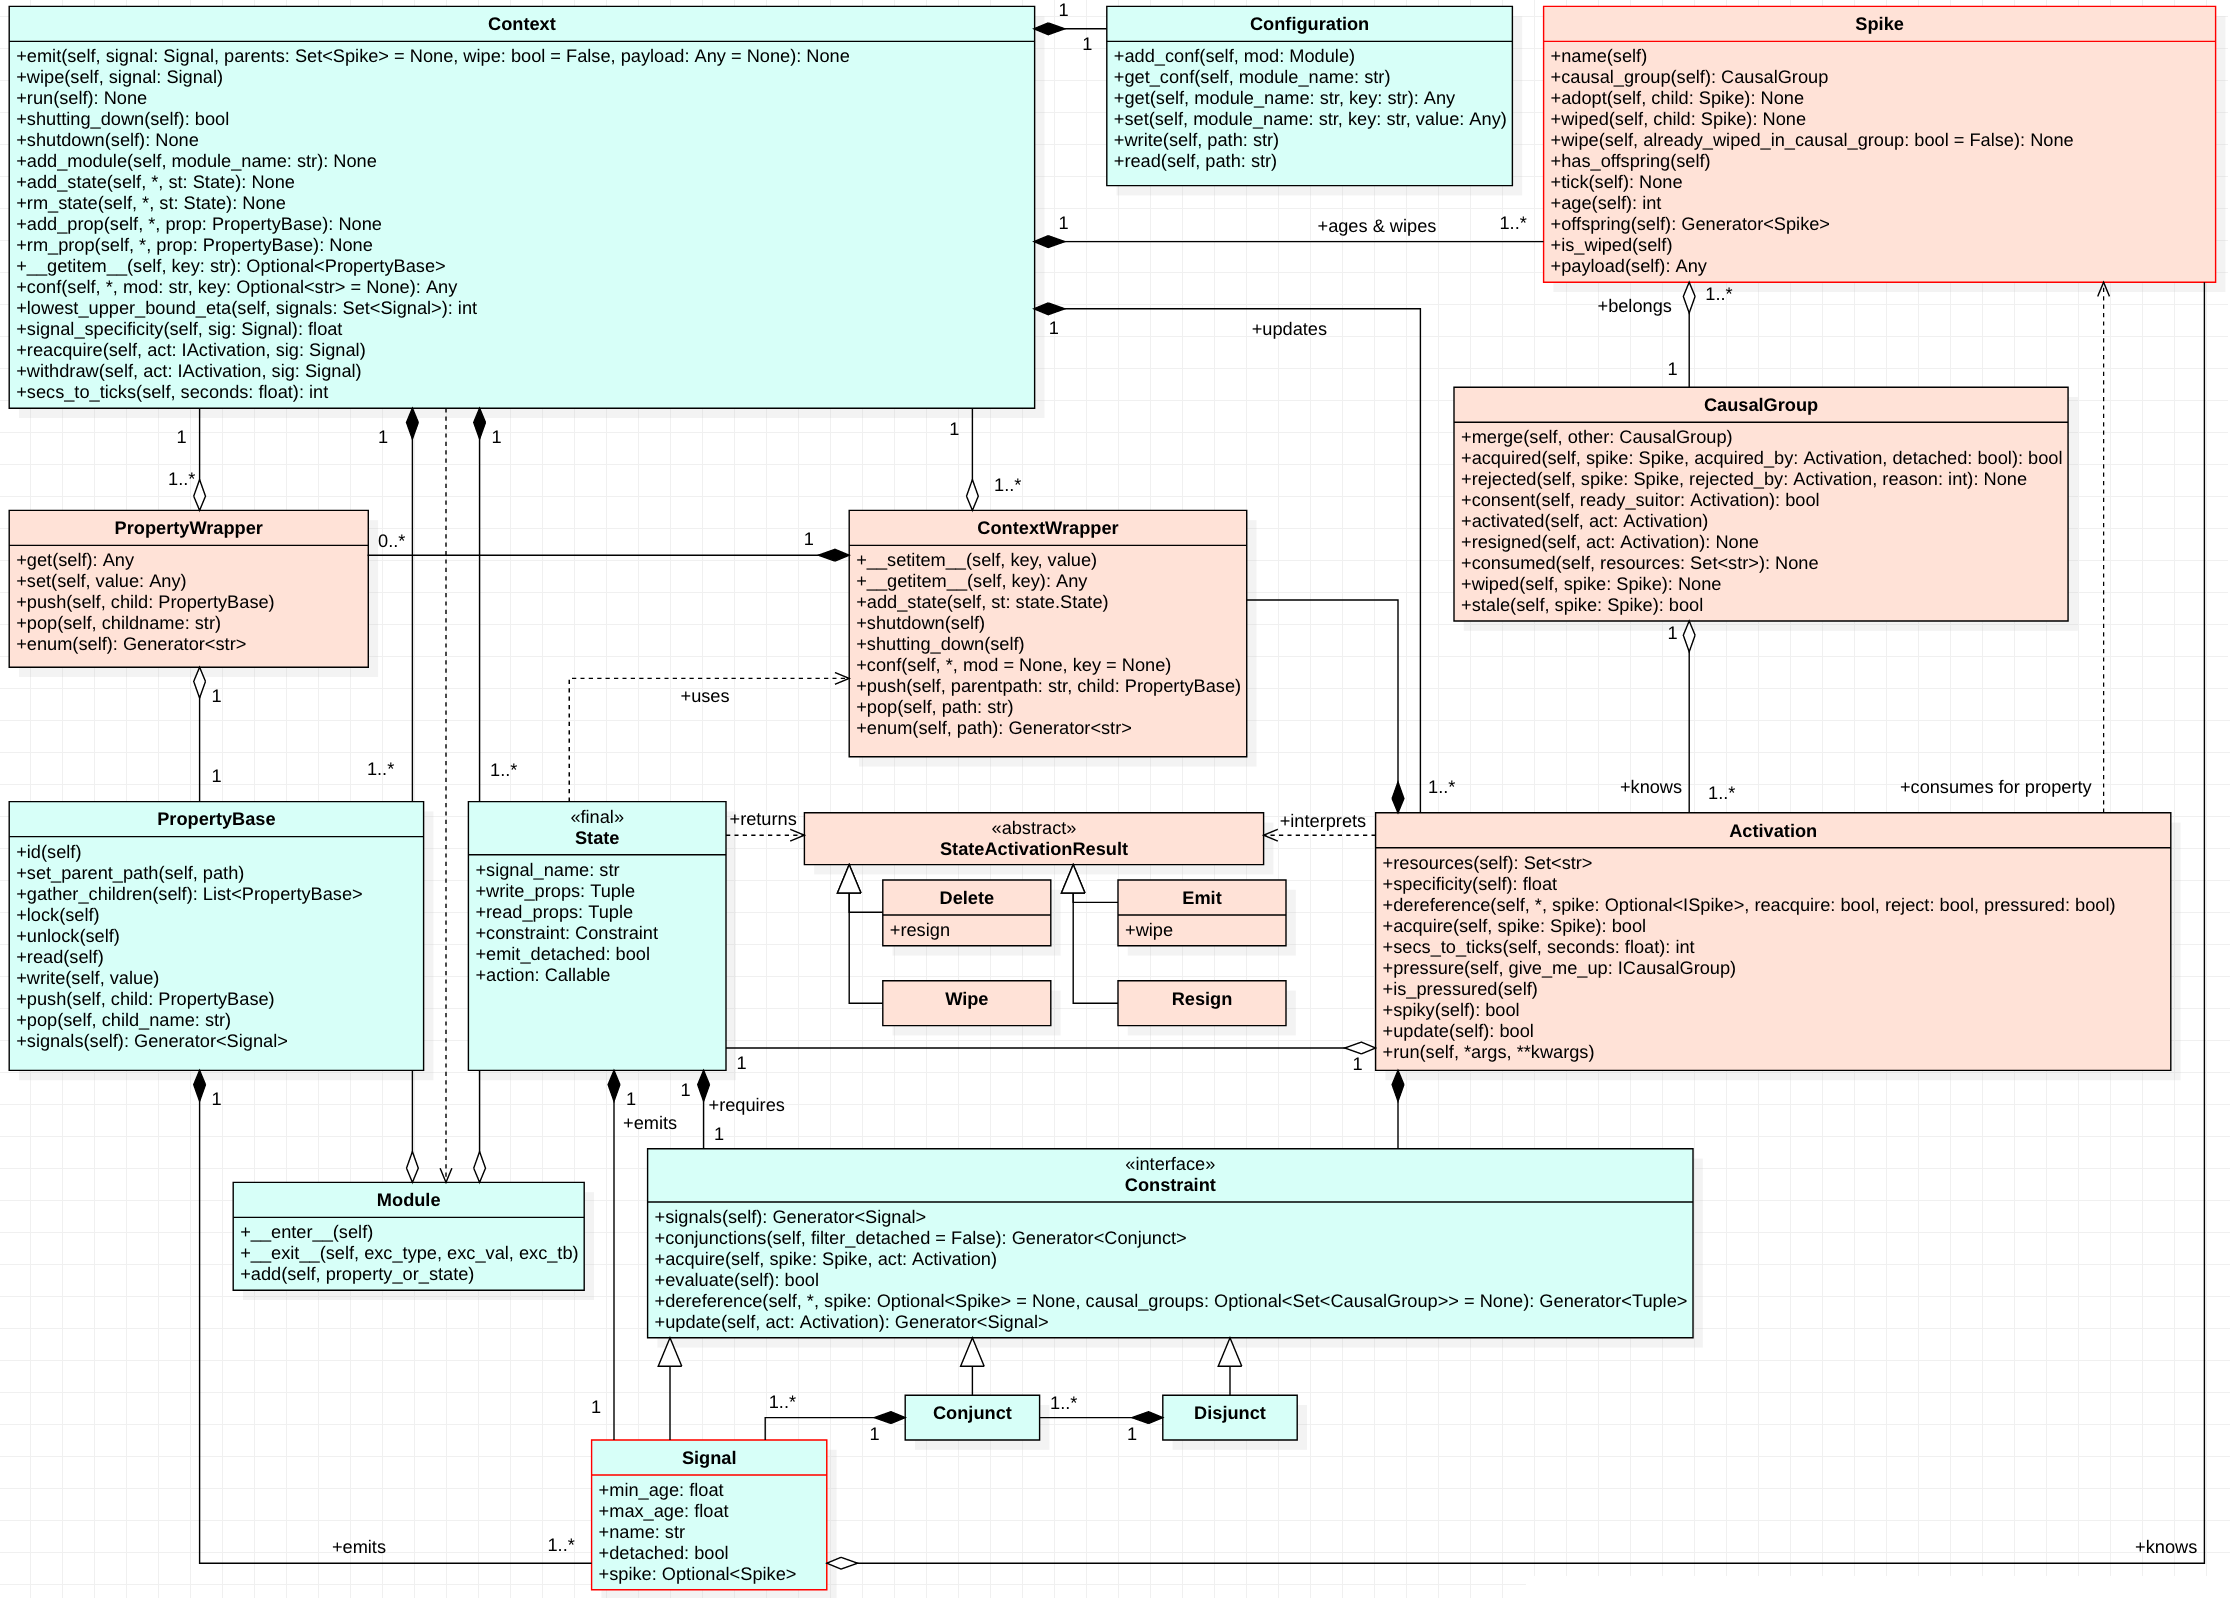 Context
+emit(self, signal: Signal, parents: Set<Spike> = None, wipe: bool = False, payload: Any = None): None
+wipe(self, signal: Signal)
+run(self): None
+shutting_down(self): bool
+shutdown(self): None
+add_module(self, module_name: str): None
+add_state(self, *, st: State): None
+rm_state(self, *, st: State): None
+add_prop(self, *, prop: PropertyBase): None
+rm_prop(self, *, prop: PropertyBase): None
+__getitem__(self, key: str): Optional<PropertyBase>
+conf(self, *, mod: str, key: Optional<str> = None): Any
+lowest_upper_bound_eta(self, signals: Set<Signal>): int
+signal_specificity(self, sig: Signal): float
+reacquire(self, act: IActivation, sig: Signal)
+withdraw(self, act: IActivation, sig: Signal)
+secs_to_ticks(self, seconds: float): int
1
1
Configuration
+add_conf(self, mod: Module)
+get_conf(self, module_name: str)
+get(self, module_name: str, key: str): Any
+set(self, module_name: str, key: str, value: Any)
+write(self, path: str)
+read(self, path: str)
Spike
+name(self)
+causal_group(self): CausalGroup
+adopt(self, child: Spike): None
+wiped(self, child: Spike): None
+wipe(self, already_wiped_in_causal_group: bool = False): None
+has_offspring(self)
+tick(self): None
+age(self): int
+offspring(self): Generator<Spike>
+is_wiped(self)
+payload(self): Any
1
+ages & wipes
1..*
1
+updates
+belongs
1..*
1
CausalGroup
+merge(self, other: CausalGroup)
+acquired(self, spike: Spike, acquired_by: Activation, detached: bool): bool
+rejected(self, spike: Spike, rejected_by: Activation, reason: int): None
+consent(self, ready_suitor: Activation): bool
+activated(self, act: Activation)
+resigned(self, act: Activation): None
+consumed(self, resources: Set<str>): None
+wiped(self, spike: Spike): None
+stale(self, spike: Spike): bool
1
1
1
1
1..*
1..*
PropertyWrapper
+get(self): Any
+set(self, value: Any)
+push(self, child: PropertyBase)
+pop(self, childname: str)
+enum(self): Generator<str>
0..*
1
ContextWrapper
+__setitem__(self, key, value)
+__getitem__(self, key): Any
+add_state(self, st: state.State)
+shutdown(self)
+shutting_down(self)
+conf(self, *, mod = None, key = None)
+push(self, parentpath: str, child: PropertyBase)
+pop(self, path: str)
+enum(self, path): Generator<str>
1
+uses
1
1
1..*
1..*
1..*
+knows
1..*
+consumes for property
PropertyBase
+id(self)
+set_parent_path(self, path)
+gather_children(self): List<PropertyBase>
+lock(self)
+unlock(self)
+read(self)
+write(self, value)
+push(self, child: PropertyBase)
+pop(self, child_name: str)
+signals(self): Generator<Signal>
«final»
State
+signal_name: str
+write_props: Tuple
+read_props: Tuple
+constraint: Constraint
+emit_detached: bool
+action: Callable
+returns
«abstract»
StateActivationResult
+interprets
Delete
+resign
Emit
+wipe
Wipe
Resign
Activation
+resources(self): Set<str>
+specificity(self): float
+dereference(self, *, spike: Optional<ISpike>, reacquire: bool, reject: bool, pressured: bool)
+acquire(self, spike: Spike): bool
+secs_to_ticks(self, seconds: float): int
+pressure(self, give_me_up: ICausalGroup)
+is_pressured(self)
+spiky(self): bool
+update(self): bool
+run(self, *args, **kwargs)
1
1
1
1
+emits
1
+requires
1
Module
+__enter__(self)
+__exit__(self, exc_type, exc_val, exc_tb)
+add(self, property_or_state)
«interface»
Constraint
+signals(self): Generator<Signal>
+conjunctions(self, filter_detached = False): Generator<Conjunct>
+acquire(self, spike: Spike, act: Activation)
+evaluate(self): bool
+dereference(self, *, spike: Optional<Spike> = None, causal_groups: Optional<Set<CausalGroup>> = None): Generator<Tuple>
+update(self, act: Activation): Generator<Signal>
1
1..*
1
Conjunct
1..*
1
Disjunct
Signal
+min_age: float
+max_age: float
+name: str
+detached: bool
+spike: Optional<Spike>
+emits
1..*
+knows